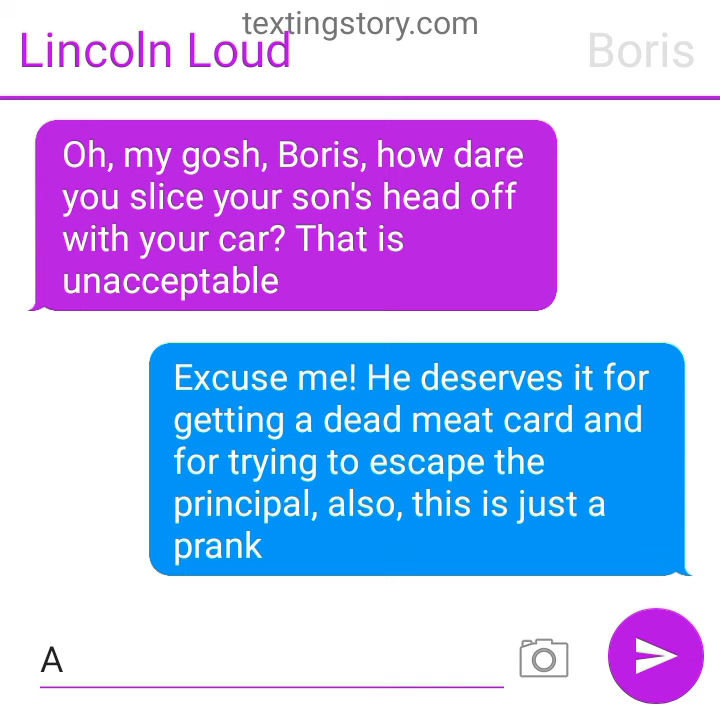 textingstory.com
Lincoln Loud
Boris
Oh, my gosh, Boris, how dare
you slice your son's head off
with your car? That is
unacceptable
Excuse me! He deserves it for
getting a dead meat card and
for trying to escape the
principal, also, this is just a
prank
A